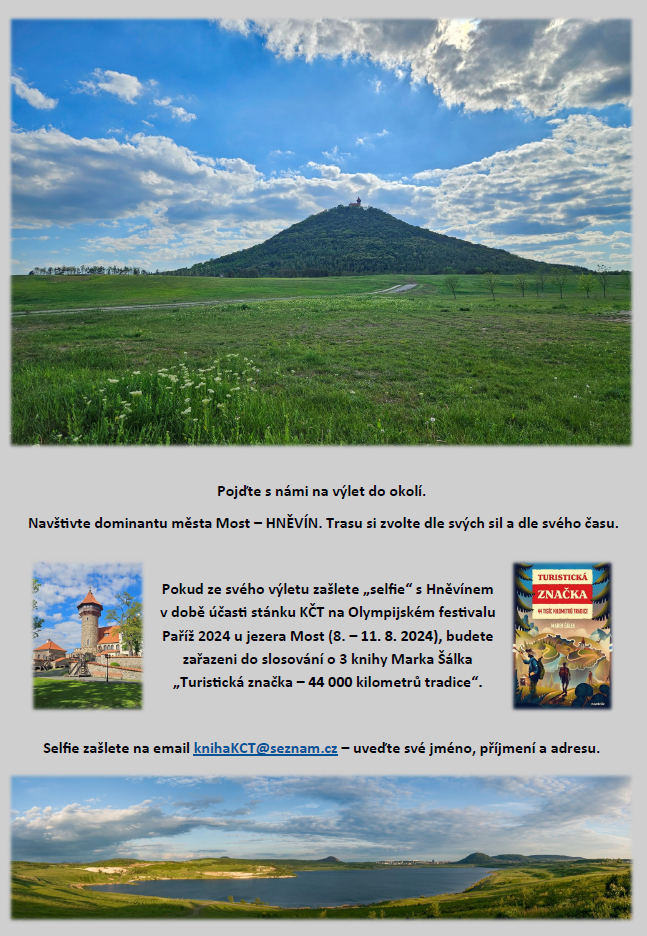 Pojďte s námi na výlet do okolí.
Navštivte dominantu města Most – HNĚVÍN. Trasu si zvolte dle svých sil a dle svého času.
Pokud ze svého výletu zašlete „selfie“ s Hněvínem
v době účasti stánku KČT na Olympijském festivalu
Paříž 2024 u jezera Most (8. – 11. 8. 2024), budete
zařazeni do slosování o 3 knihy Marka Šálka
„Turistická značka – 44 000 kilometrů tradice“.
TURISTICKÁ
ZNAČKA
44 TISÍC KILOMETRŮ TRADICE
MAREK ŠÁLEK
Selfie zašlete na email knihaKCT@seznam.cz – uveďte své jméno, příjmení a adresu.